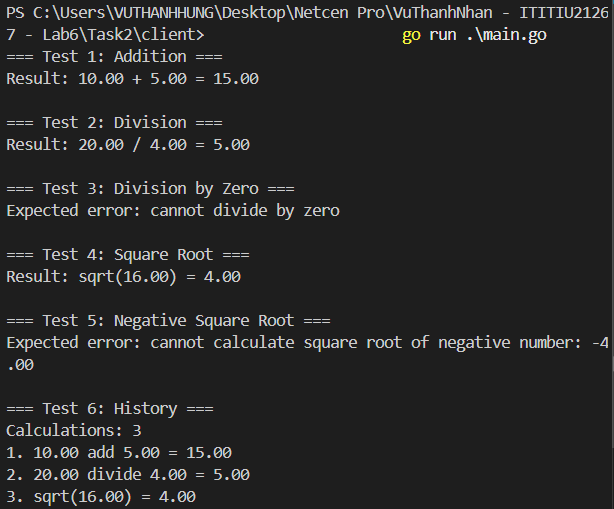 PS C:\Users\VUTHANHHUNG\Desktop\Netcen Pro\VuThanhNhan - ITITIU2126
7 - Lab6\Task2\client> go run .\main.go
=== Test 1: Addition ===
Result: 10.00 + 5.00 = 15.00

=== Test 2: Division ===
Result: 20.00 / 4.00 = 5.00

=== Test 3: Division by Zero ===
Expected error: cannot divide by zero

=== Test 4: Square Root ===
Result: sqrt(16.00) = 4.00

=== Test 5: Negative Square Root ===
Expected error: cannot calculate square root of negative number: -4
.00

=== Test 6: History ===
Calculations: 3
1. 10.00 add 5.00 = 15.00
2. 20.00 divide 4.00 = 5.00
3. sqrt(16.00) = 4.00